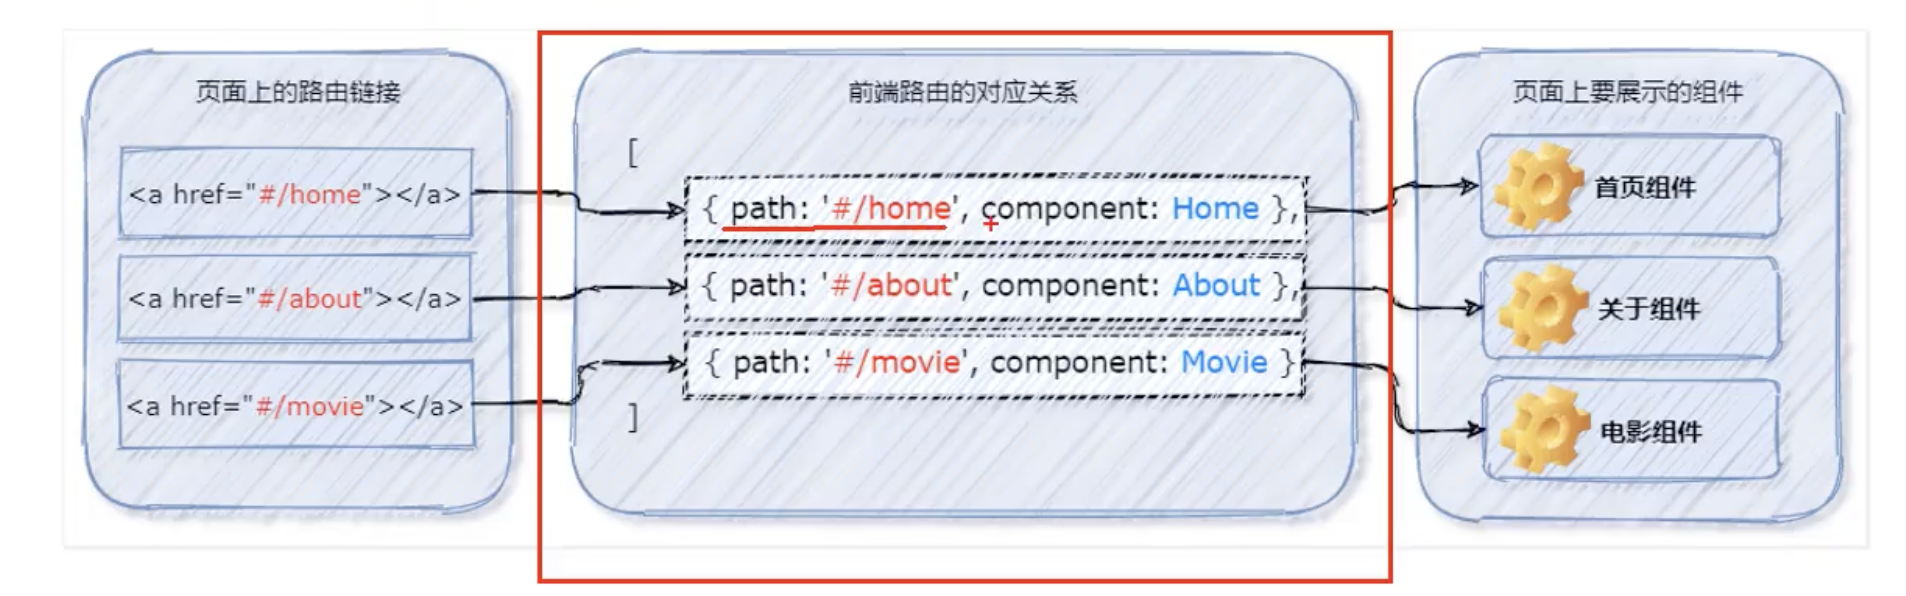 页面上的路由链接
<a href="#/home"></a>
<a href="#/about"></a>
<a href="#/movie"></a>
前端路由的对应关系
[
{ path: '#/home', component: Home },
{ path: '#/about', component: About },
{ path: '#/movie', component: Movie }
]
页面上要展示的组件
首页组件
关于组件
电影组件